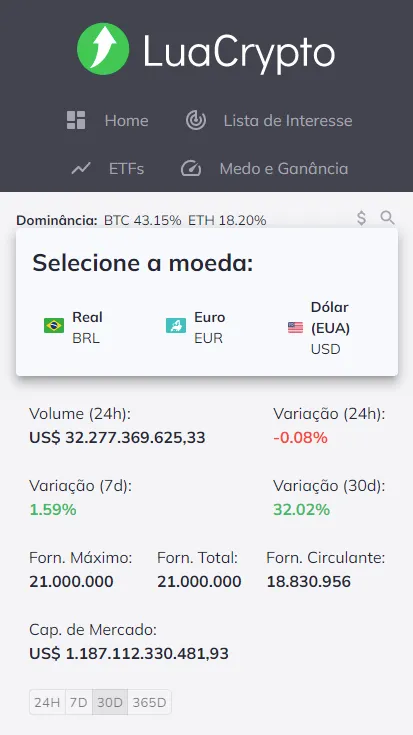 LuaCrypto
Home Lista de Interesse
ETFs Medo e Ganância
Dominância: BTC 43.15% ETH 18.20% $
Selecione a moeda:
Real
BRL
Euro
EUR
Dólar
(EUA)
USD
Volume (24h): Variação (24h):
US$ 32.277.369.625,33 -0.08%
Variação (7d): Variação (30d):
1.59% 32.02%
Forn. Máximo: Forn. Total: Forn. Circulante:
21.000.000 21.000.000 18.830.956
Cap. de Mercado:
US$ 1.187.112.330.481,93
24H 7D 30D 365D